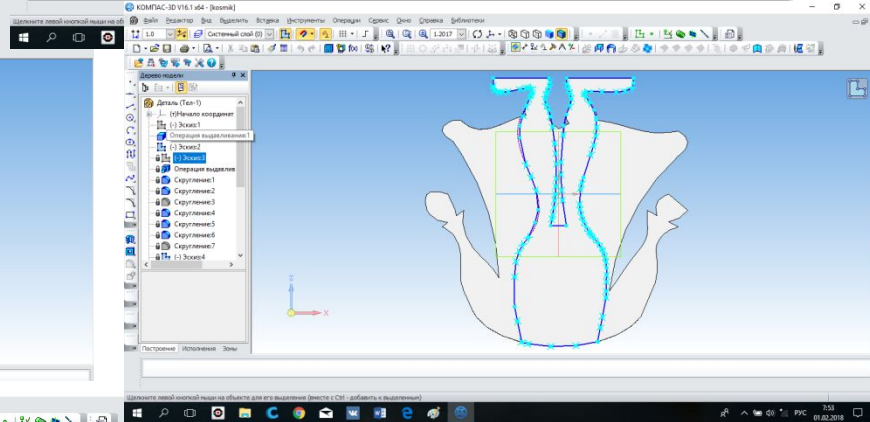 Щелкните левой кнопкой мыши на об
КОМПАС-3D V16.1 x64 - [kosmik]
Файл Редактор Вид Выделить Вставка Инструменты Операции Сервис Окно Справка Библиотеки
1.0 Системный слой (0) 1.2017
Дерево модели
Деталь (Тел-1)
(т)Начало координат
(-) Эскиз:1
Операция выдавливания:1
(-) Эскиз:2
(-) Эскиз:3
Операция выдавлив
Скругление:1
Скругление:2
Скругление:3
Скругление:4
Скругление:5
Скругление:6
Скругление:7
(-) Эскиз:4
Z
X
Построение Исполнения Зоны
Щелкните левой кнопкой мыши на объекте для его выделения (вместе с Ctrl - добавить к выделенным)
РУС
7:53
01.02.2018